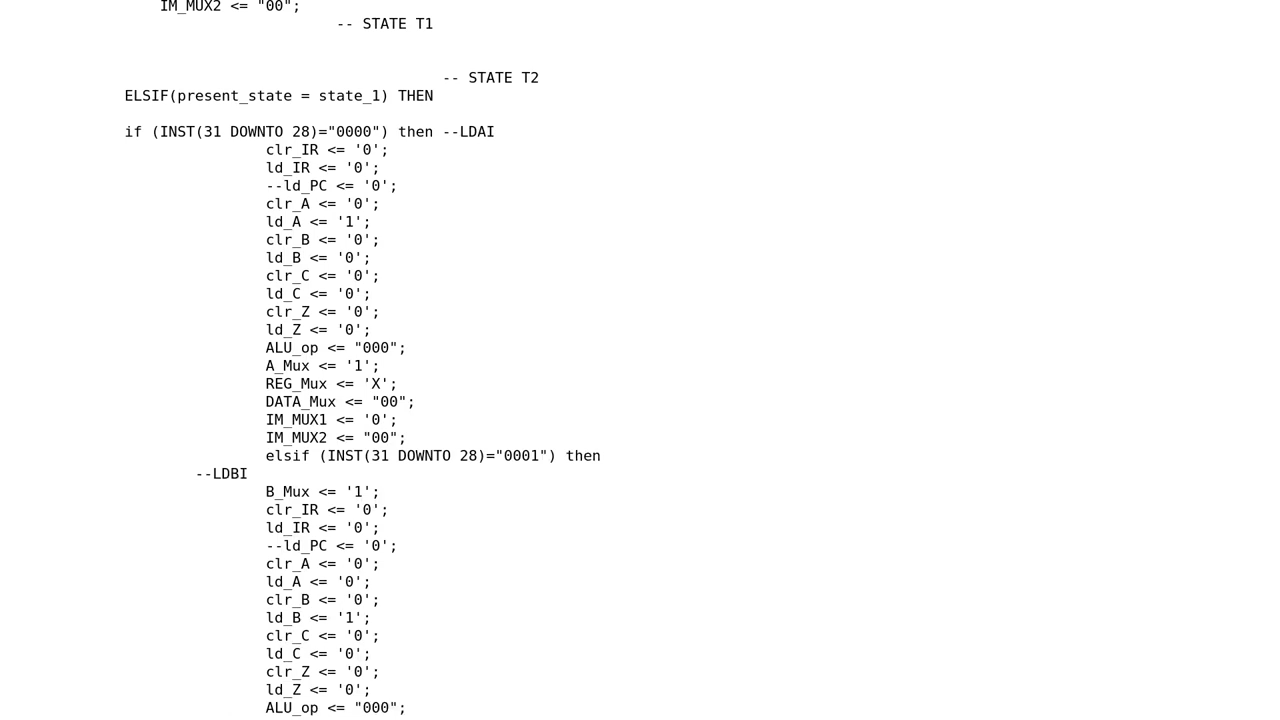 IM_MUX2 <= "00";
-- STATE T1
-- STATE T2
ELSIF(present_state = state_1) THEN
if (INST(31 DOWNTO 28)="0000") then --LDAI
clr_IR <= '0';
ld_IR <= '0';
--ld_PC <= '0';
clr_A <= '0';
ld_A <= '1';
clr_B <= '0';
ld_B <= '0';
clr_C <= '0';
ld_C <= '0';
clr_Z <= '0';
ld_Z <= '0';
ALU_op <= "000";
A_Mux <= '1';
REG_Mux <= 'X';
DATA_Mux <= "00";
IM_MUX1 <= '0';
IM_MUX2 <= "00";
elsif (INST(31 DOWNTO 28)="0001") then
--LDBI
B_Mux <= '1';
clr_IR <= '0';
ld_IR <= '0';
--ld_PC <= '0';
clr_A <= '0';
ld_A <= '0';
clr_B <= '0';
ld_B <= '1';
clr_C <= '0';
ld_C <= '0';
clr_Z <= '0';
ld_Z <= '0';
ALU_op <= "000";